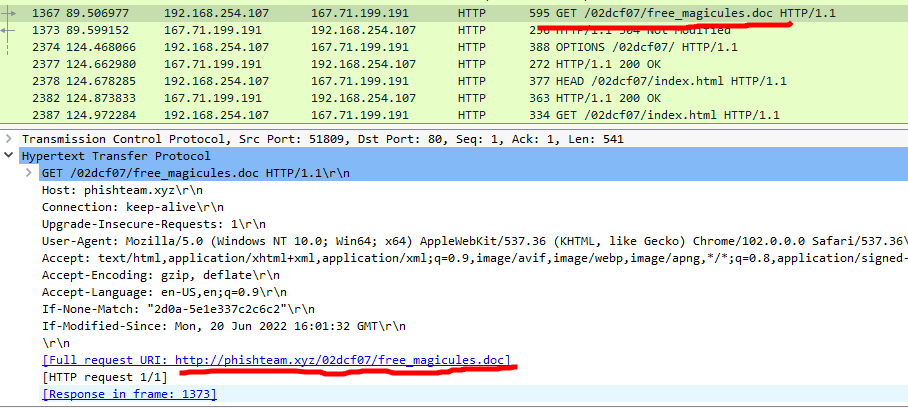 1367 89.506977 192.168.254.107 167.71.199.191 HTTP 595 GET /02dcf07/free_magicules.doc HTTP/1.1
1373 89.599152 167.71.199.191 192.168.254.107 HTTP 256 HTTP/1.1 304 Not Modified
2374 124.468066 192.168.254.107 167.71.199.191 HTTP 388 OPTIONS /02dcf07/ HTTP/1.1
2377 124.662980 167.71.199.191 192.168.254.107 HTTP 272 HTTP/1.1 200 OK
2378 124.678285 192.168.254.107 167.71.199.191 HTTP 377 HEAD /02dcf07/index.html HTTP/1.1
2382 124.873833 167.71.199.191 192.168.254.107 HTTP 363 HTTP/1.1 200 OK
2387 124.972284 192.168.254.107 167.71.199.191 HTTP 334 GET /02dcf07/index.html HTTP/1.1
Transmission Control Protocol, Src Port: 51809, Dst Port: 80, Seq: 1, Ack: 1, Len: 541
Hypertext Transfer Protocol
GET /02dcf07/free_magicules.doc HTTP/1.1\r\n
Host: phishteam.xyz\r\n
Connection: keep-alive\r\n
Upgrade-Insecure-Requests: 1\r\n
User-Agent: Mozilla/5.0 (Windows NT 10.0; Win64; x64) AppleWebKit/537.36 (KHTML, like Gecko) Chrome/102.0.0.0 Safari/537.36\
Accept: text/html,application/xhtml+xml,application/xml;q=0.9,image/avif,image/webp,image/apng,*/*;q=0.8,application/signed-
Accept-Encoding: gzip, deflate\r\n
Accept-Language: en-US,en;q=0.9\r\n
If-None-Match: "2d0a-5e1e337c2c6c2"\r\n
If-Modified-Since: Mon, 20 Jun 2022 16:01:32 GMT\r\n
\r\n
[Full request URI: http://phishteam.xyz/02dcf07/free_magicules.doc]
[HTTP request 1/1]
[Response in frame: 1373]